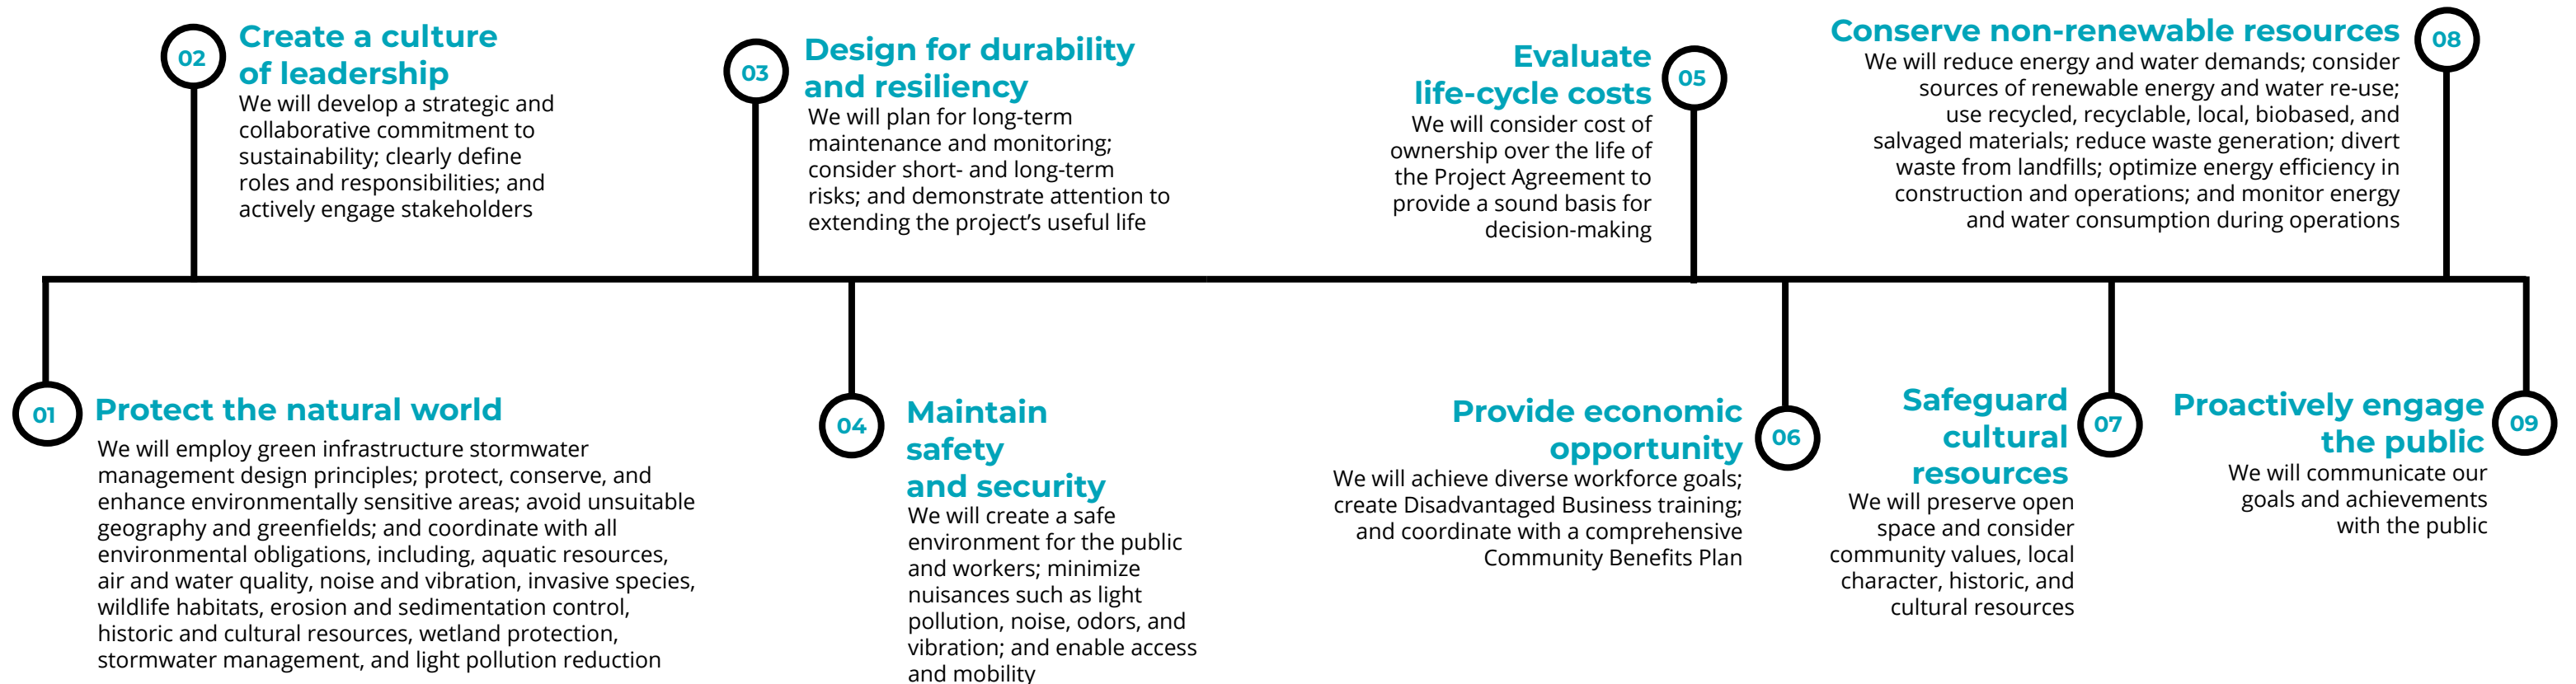 02
Create a culture
of leadership
We will develop a strategic and
collaborative commitment to
sustainability; clearly define
roles and responsibilities; and
actively engage stakeholders
03
Design for durability
and resiliency
We will plan for long-term
maintenance and monitoring;
consider short- and long-term
risks; and demonstrate attention to
extending the project’s useful life
Evaluate
life-cycle costs
05
We will consider cost of
ownership over the life of
the Project Agreement to
provide a sound basis for
decision-making
Conserve non-renewable resources
08
We will reduce energy and water demands; consider
sources of renewable energy and water re-use;
use recycled, recyclable, local, biobased, and
salvaged materials; reduce waste generation; divert
waste from landfills; optimize energy efficiency in
construction and operations; and monitor energy
and water consumption during operations
01
Protect the natural world
We will employ green infrastructure stormwater
management design principles; protect, conserve, and
enhance environmentally sensitive areas; avoid unsuitable
geography and greenfields; and coordinate with all
environmental obligations, including, aquatic resources,
air and water quality, noise and vibration, invasive species,
wildlife habitats, erosion and sedimentation control,
historic and cultural resources, wetland protection,
stormwater management, and light pollution reduction
04
Maintain
safety
and security
We will create a safe
environment for the public
and workers; minimize
nuisances such as light
pollution, noise, odors, and
vibration; and enable access
and mobility
Provide economic
opportunity
06
We will achieve diverse workforce goals;
create Disadvantaged Business training;
and coordinate with a comprehensive
Community Benefits Plan
Safeguard
cultural
resources
07
We will preserve open
space and consider
community values, local
character, historic, and
cultural resources
Proactively engage
the public
09
We will communicate our
goals and achievements
with the public